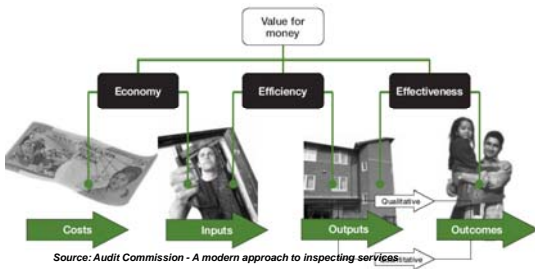 Value for
money
Economy
Efficiency
Effectiveness
Qualitative
Costs
Inputs
Outputs
Outcomes
Quantitative
Source: Audit Commission - A modern approach to inspecting services